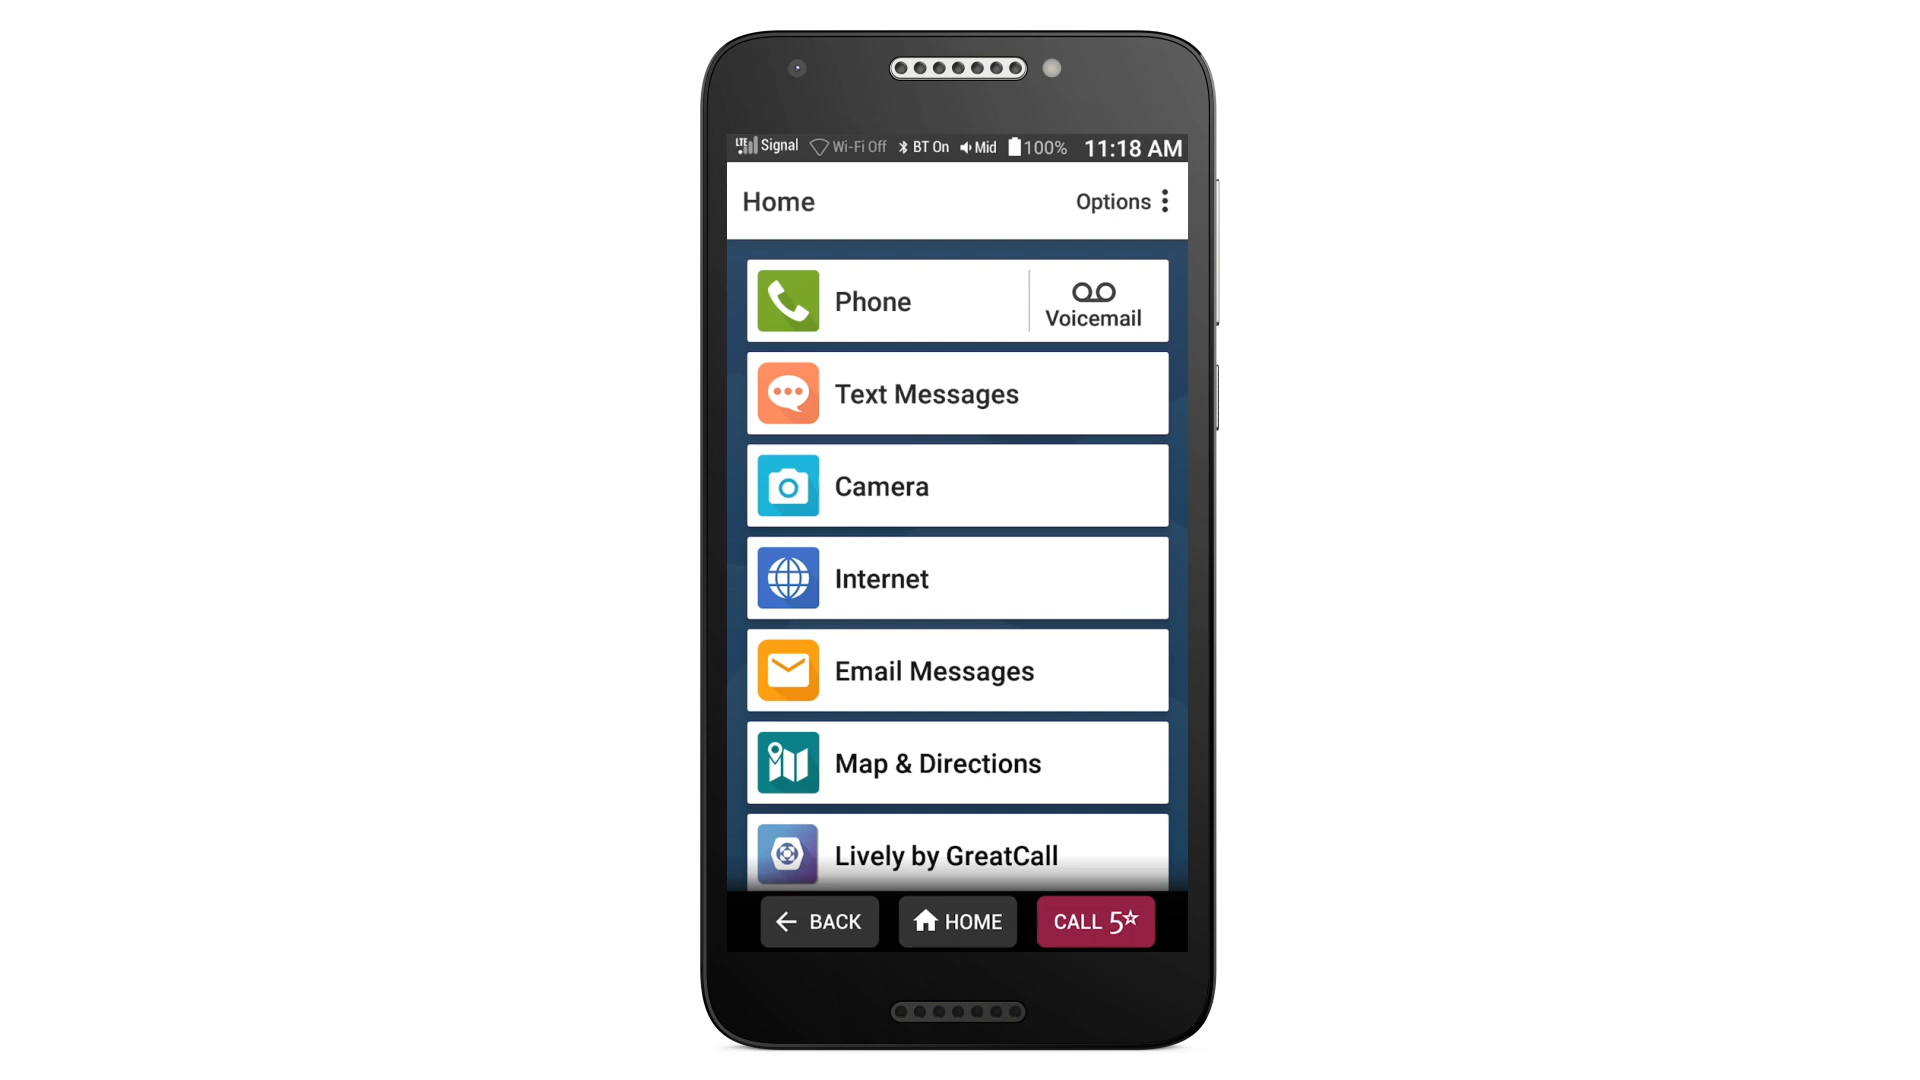 LTE Signal Wi-Fi Off BT On Mid 100% 11:18 AM
Home Options
Phone
Voicemail
Text Messages
Camera
Internet
Email Messages
Map & Directions
Lively by GreatCall
BACK HOME CALL 5☆